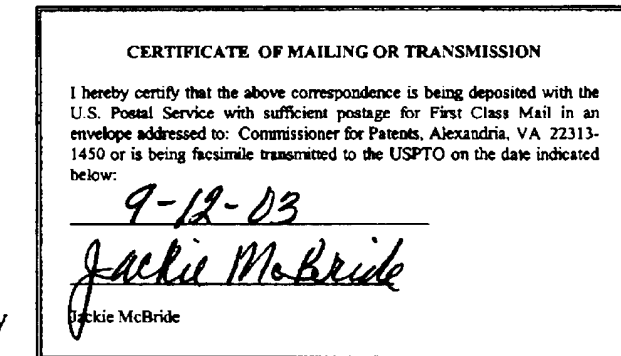 CERTIFICATE OF MAILING OR TRANSMISSION
I hereby certify that the above correspondence is being deposited with the
U.S. Postal Service with sufficient postage for First Class Mail in an
envelope addressed to: Commissioner for Patents, Alexandria, VA 22313-
1450 or is being facsimile transmitted to the USPTO on the date indicated
below:
9-12-03
Jackie McBride
Jackie McBride
y